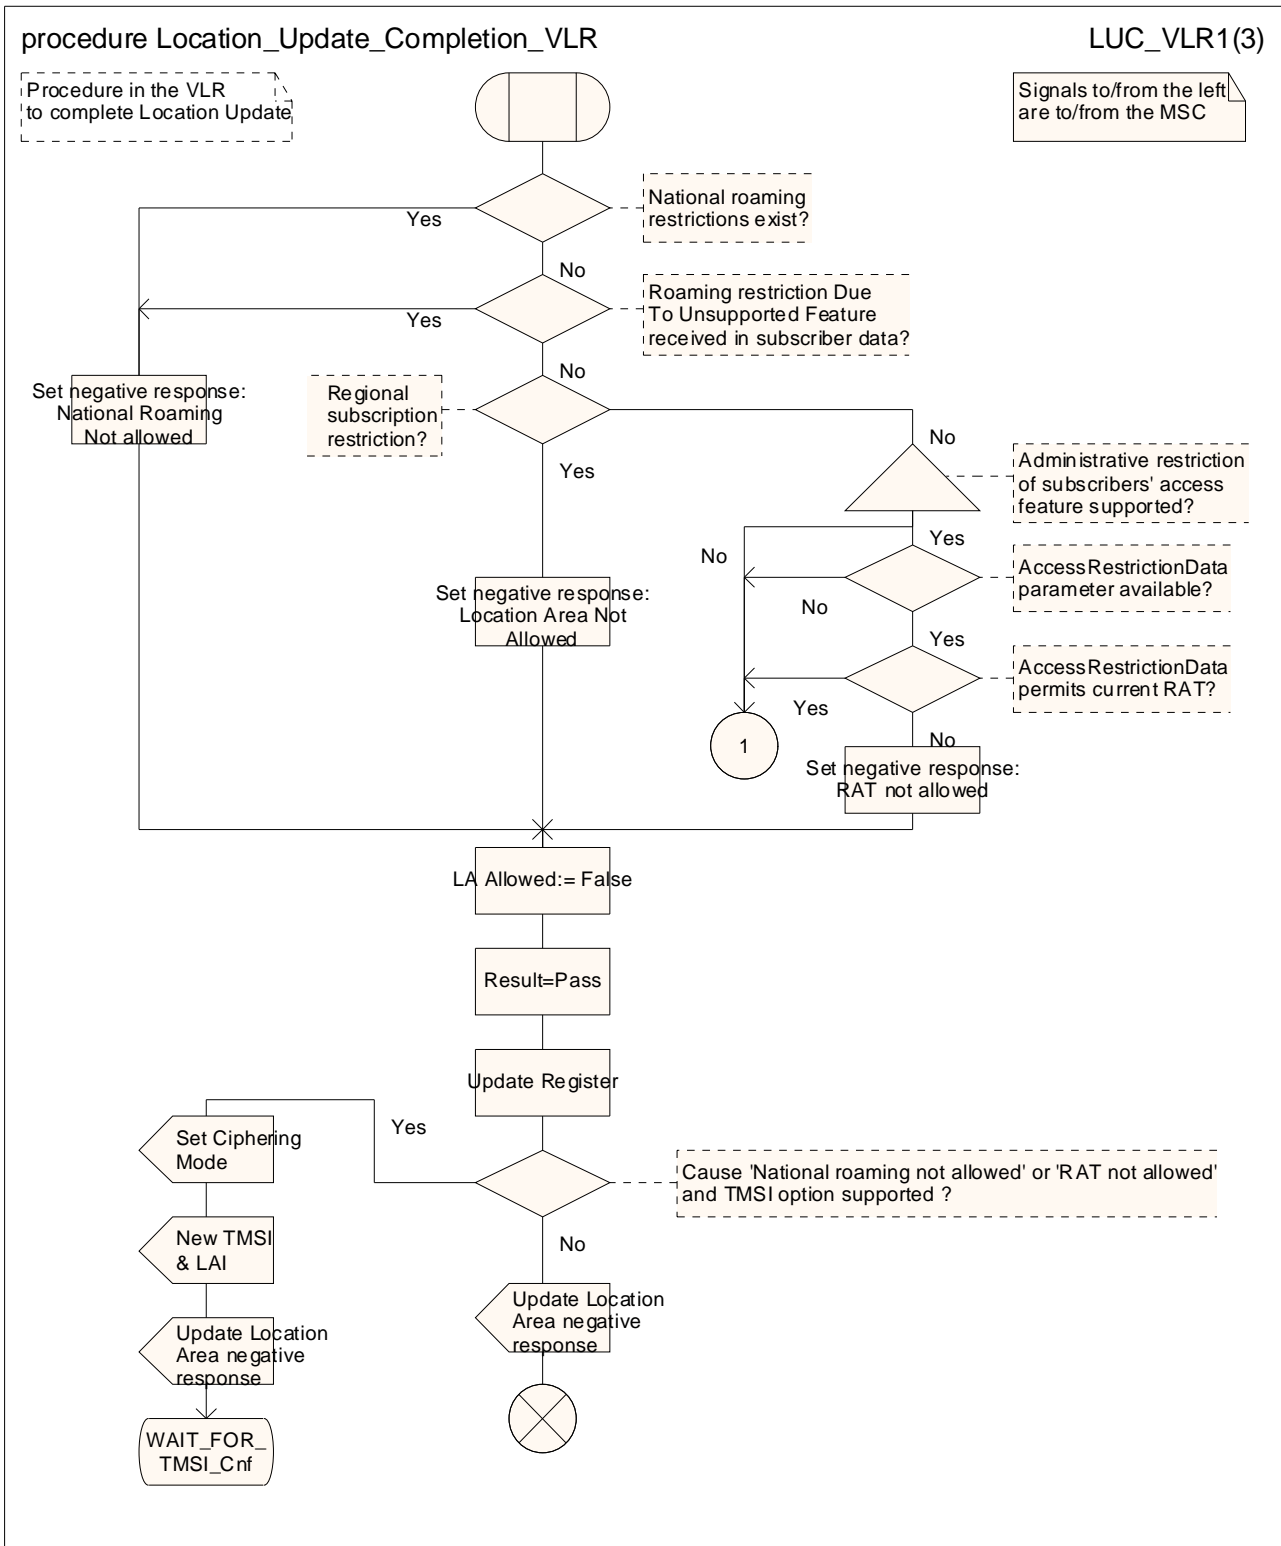 procedure Location_Update_Completion_VLR
LUC_VLR1(3)
Procedure in the VLR
to complete Location Update
Signals to/from the left
are to/from the MSC
National roaming
restrictions exist?
Yes
No
Roaming restriction Due
To Unsupported Feature
received in subscriber data?
Yes
No
Set negative response:
National Roaming
Not allowed
Regional
subscription
restriction?
No
Yes
Administrative restriction
of subscribers' access
feature supported?
Yes
No
AccessRestrictionData
parameter available?
No
Yes
Set negative response:
Location Area Not
Allowed
AccessRestrictionData
permits current RAT?
Yes
No
1
Set negative response:
RAT not allowed
LA Allowed:= False
Result=Pass
Update Register
Yes
Set Ciphering
Mode
Cause 'National roaming not allowed' or 'RAT not allowed'
and TMSI option supported ?
No
New TMSI
& LAI
Update Location
Area negative
response
Update Location
Area negative
response
WAIT_FOR_
TMSI_Cnf